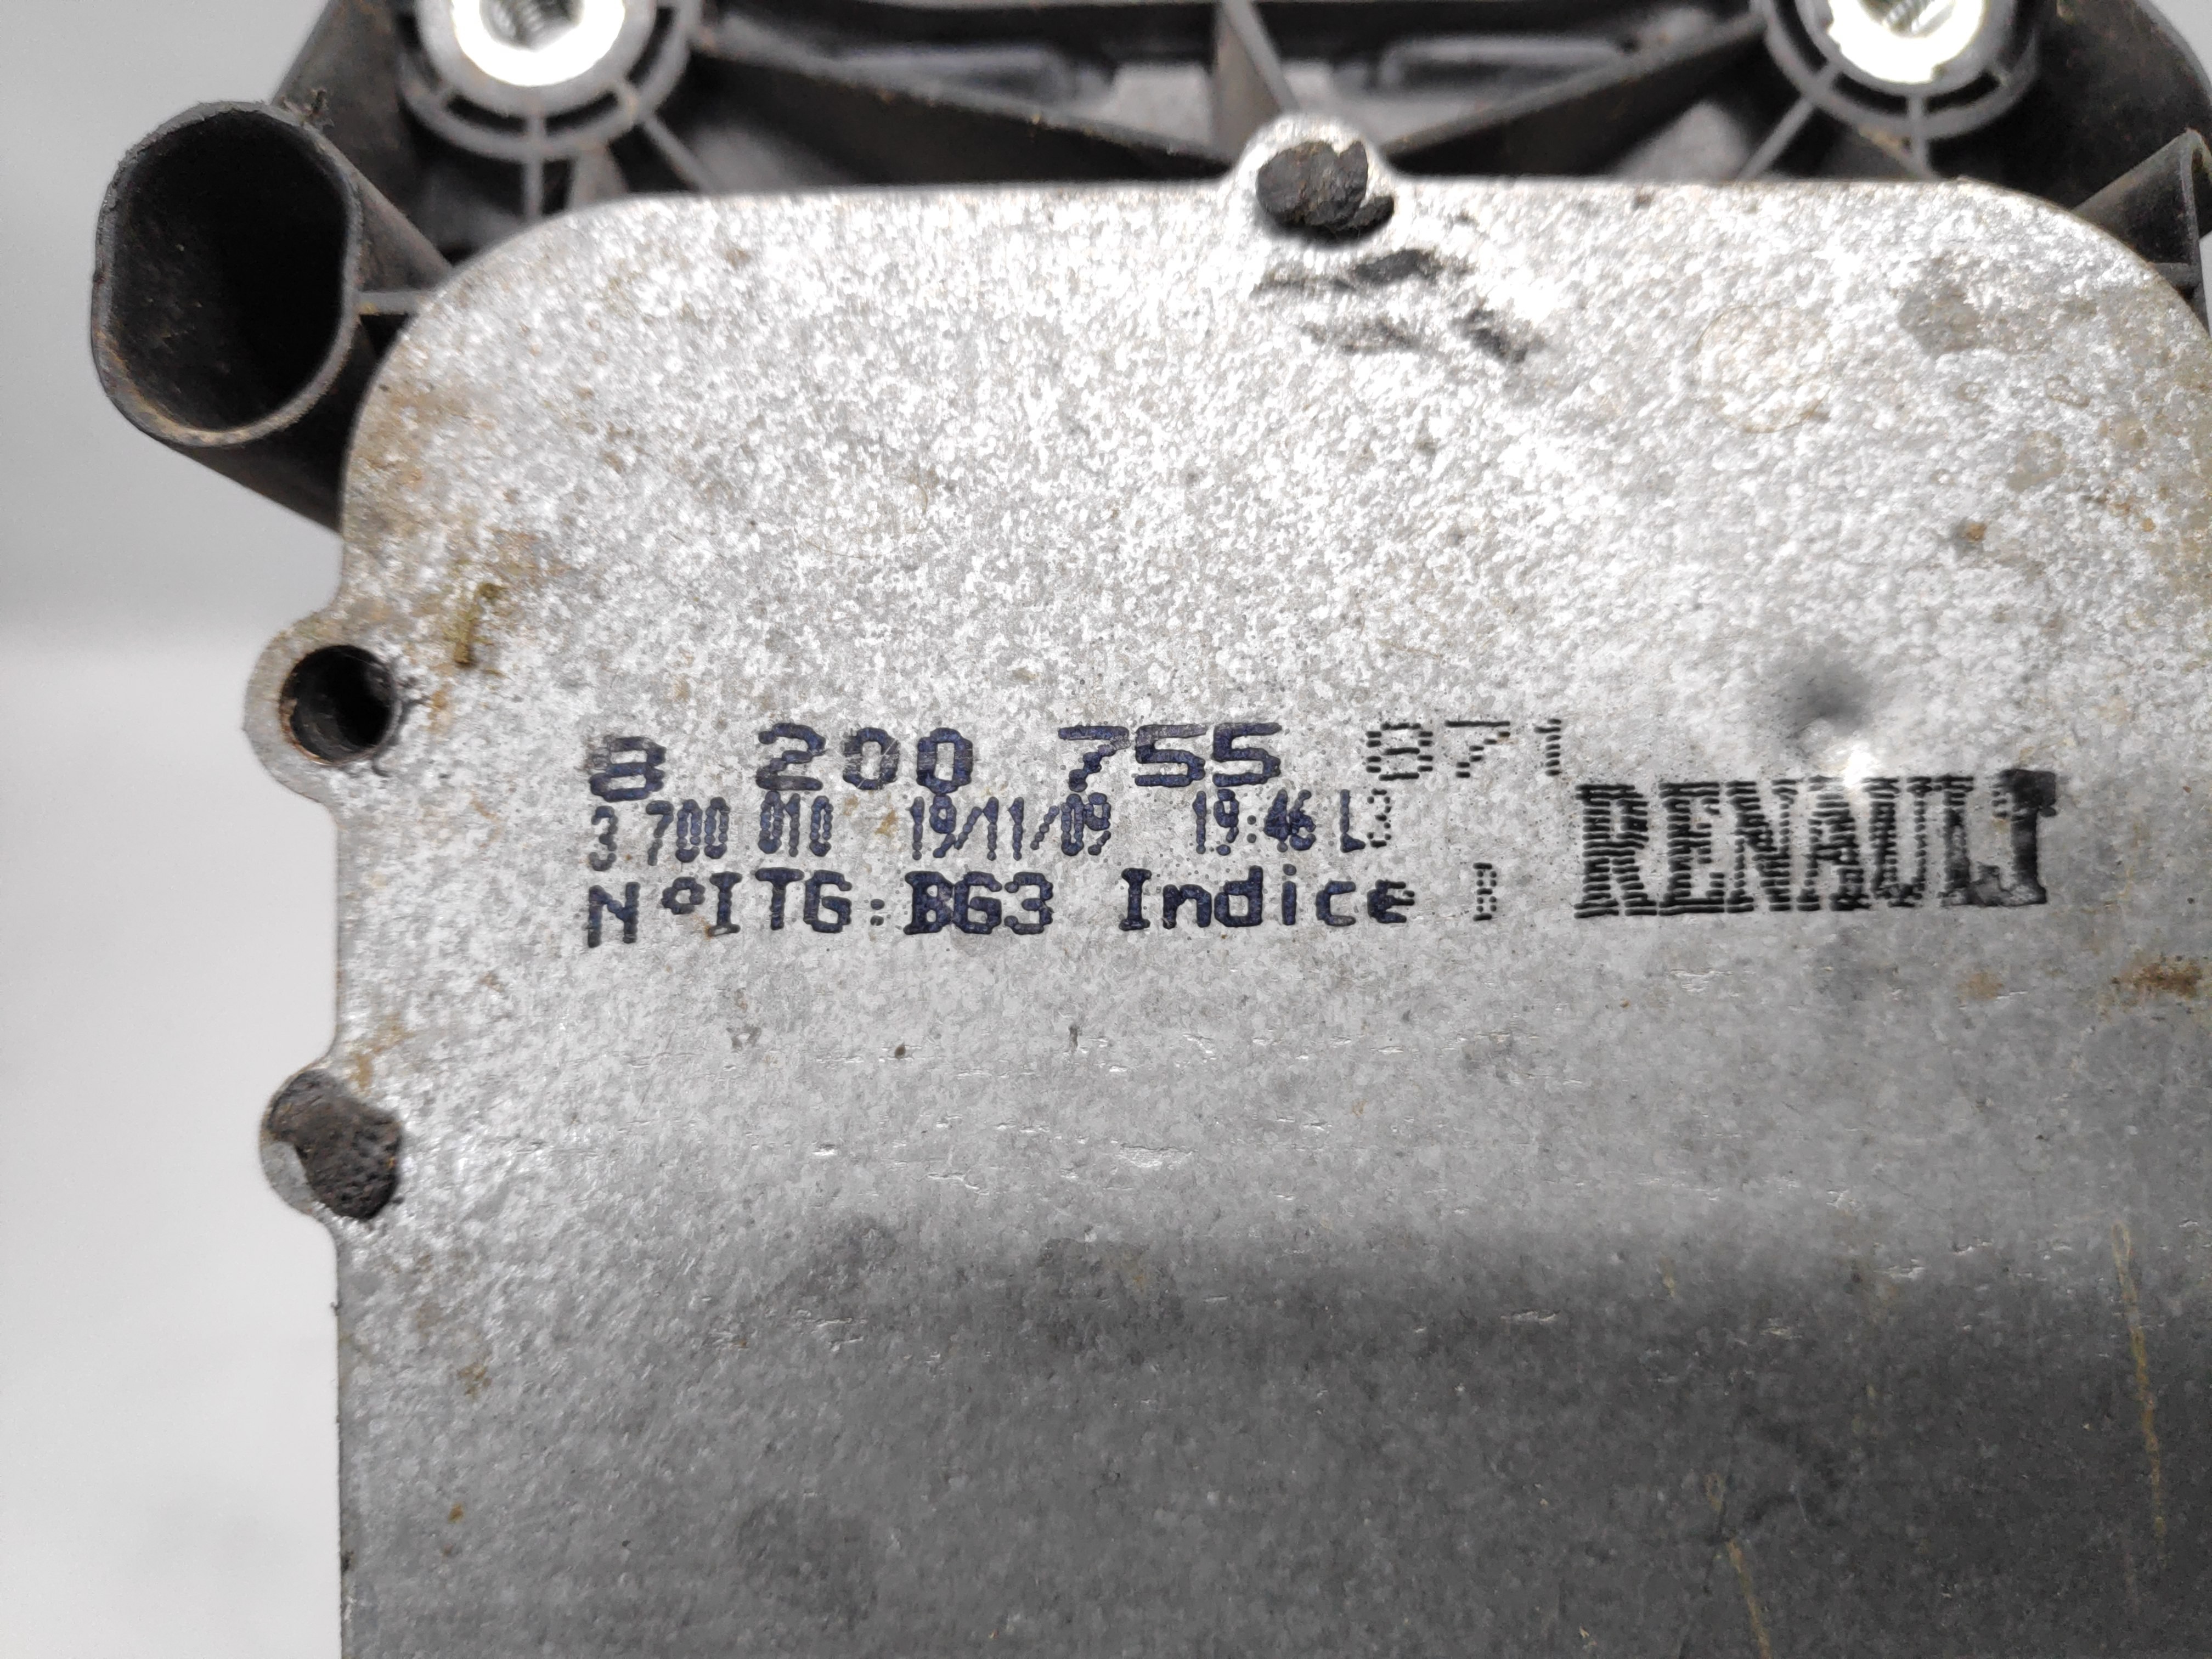 8 200 755 871
3 700 010 19/11/09 19:46 L3
N°ITG:BG3 Indice B
RENAULT